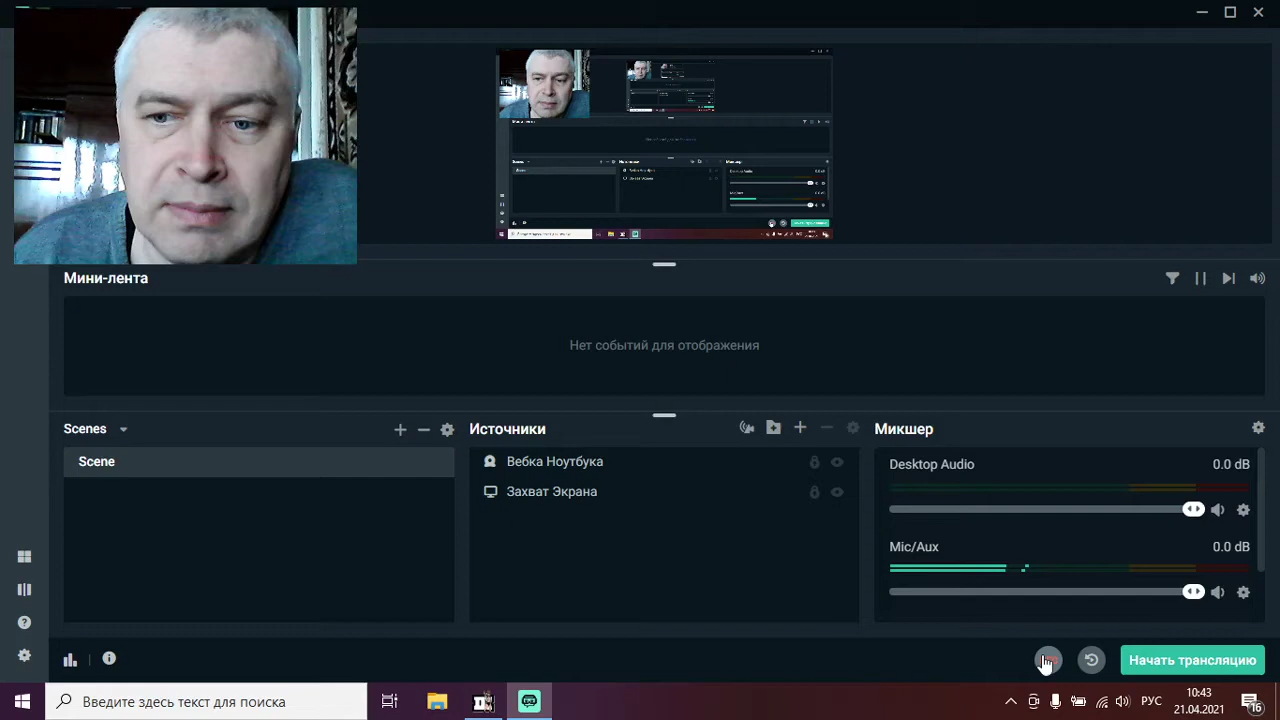 Мини-лента
Нет событий для отображения
Scenes
Scene
Источники
Вебка Ноутбука
Захват Экрана
Микшер
Desktop Audio 0.0 dB
Mic/Aux 0.0 dB
Начать трансляцию
Введите здесь текст для поиска
РУС
10:43
21.04.2021
16